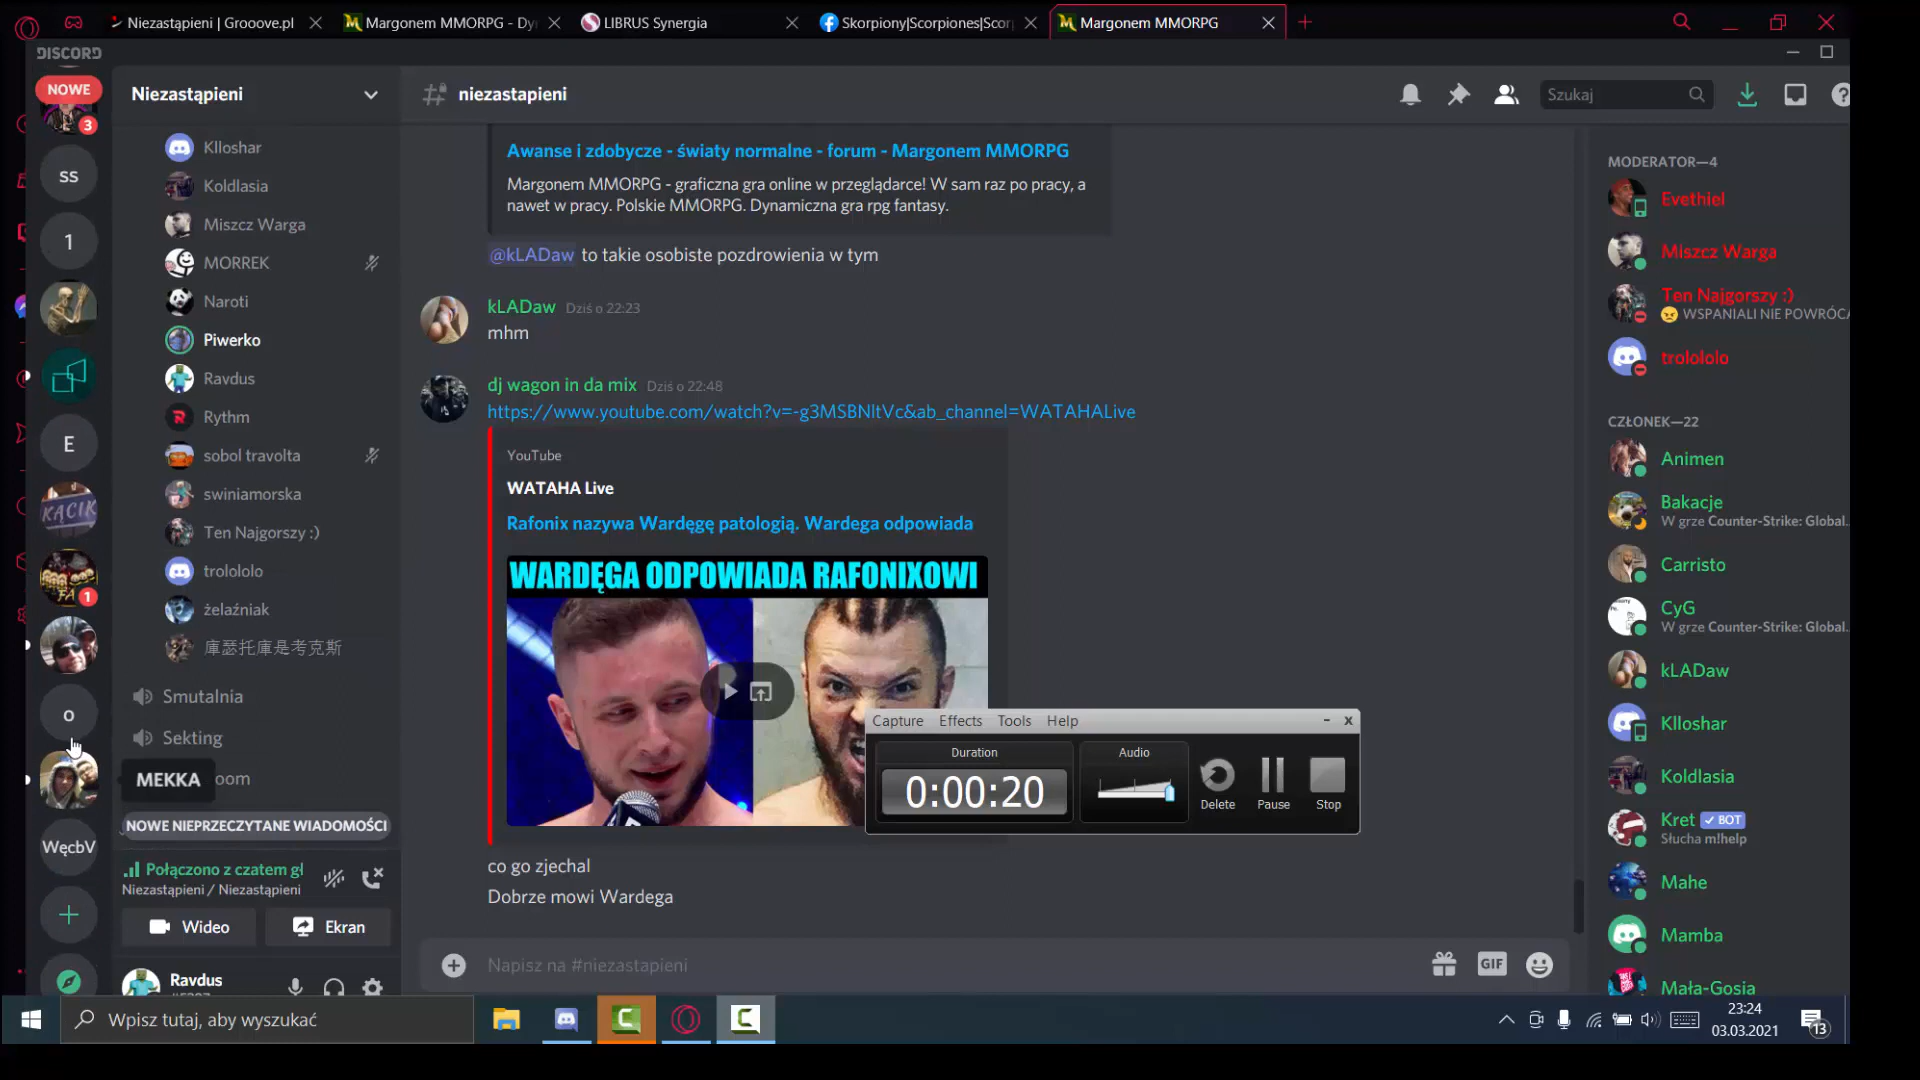 Niezastąpieni | Grooove.pl
Margonem MMORPG - Dy
LIBRUS Synergia
Skorpiony|Scorpiones|Scor
Margonem MMORPG
DISCORD
NOWE
3
Niezastąpieni
niezastapieni
Szukaj
ss
1
E
KĄCIK
FA
1
o
WęcbV
Klloshar
Koldlasia
Miszcz Warga
MORREK
Naroti
Piwerko
Ravdus
Rythm
sobol travolta
swiniamorska
Ten Najgorszy :)
trolololo
żelaźniak
庫瑟托庫是考克斯
Smutalnia
Sekting
MEKKA
oom
NOWE NIEPRZECZYTANE WIADOMOŚCI
Połączono z czatem gł
Niezastąpieni / Niezastąpieni
Wideo
Ekran
Ravdus
Awanse i zdobycze - światy normalne - forum - Margonem MMORPG
Margonem MMORPG - graficzna gra online w przeglądarce! W sam raz po pracy, a
nawet w pracy. Polskie MMORPG. Dynamiczna gra rpg fantasy.
@kLADaw to takie osobiste pozdrowienia w tym
kLADaw Dziś o 22:23
mhm
dj wagon in da mix Dziś o 22:48
https://www.youtube.com/watch?v=-g3MSBNltVc&ab_channel=WATAHALive
YouTube
WATAHA Live
Rafonix nazywa Wardęgę patologią. Wardega odpowiada
WARDĘGA ODPOWIADA RAFONIXOWI
co go zjechal
Dobrze mowi Wardega
Napisz na #niezastapieni
GIF
Capture Effects Tools Help
Duration
0:00:20
Audio
Delete
Pause
Stop
MODERATOR—4
Evethiel
Miszcz Warga
Ten Najgorszy :)
WSPANIALI NIE POWRÓCĄ
trolololo
CZŁONEK—22
Animen
Bakacje
W grze Counter-Strike: Global
Carristo
CyG
W grze Counter-Strike: Global
kLADaw
Klloshar
Koldlasia
Kret BOT
Słucha m!help
Mahe
Mamba
Mała-Gosia
Wpisz tutaj, aby wyszukać
23:24
03.03.2021
13